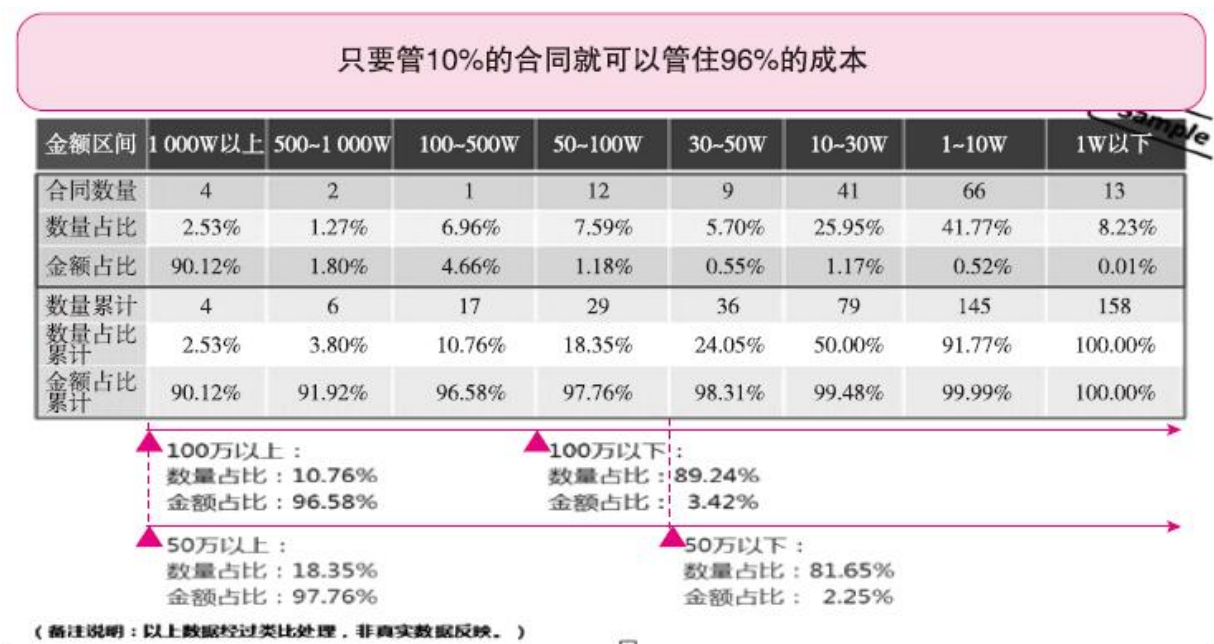 只要管10%的合同就可以管住96%的成本
sample
金额区间 1 000W以上 500~1 000W 100~500W 50~100W 30~50W 10~30W 1~10W 1W以下
合同数量 4 2 1 12 9 41 66 13
数量占比 2.53% 1.27% 6.96% 7.59% 5.70% 25.95% 41.77% 8.23%
金额占比 90.12% 1.80% 4.66% 1.18% 0.55% 1.17% 0.52% 0.01%
数量累计 4 6 17 29 36 79 145 158
数量占比累计 2.53% 3.80% 10.76% 18.35% 24.05% 50.00% 91.77% 100.00%
金额占比累计 90.12% 91.92% 96.58% 97.76% 98.31% 99.48% 99.99% 100.00%
100万以上：
数量占比：10.76%
金额占比：96.58%
100万以下：
数量占比：89.24%
金额占比： 3.42%
50万以上：
数量占比：18.35%
金额占比：97.76%
50万以下：
数量占比：81.65%
金额占比： 2.25%
（备注说明：以上数据经过类比处理，非真实数据反映。）